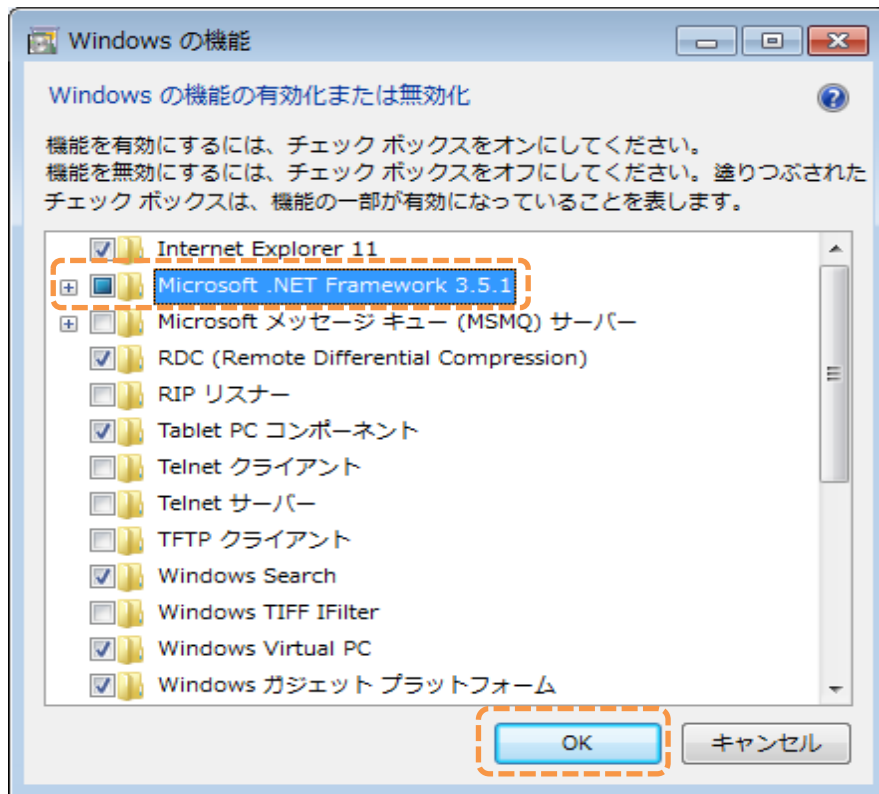 Windows の機能
Windows の機能の有効化または無効化
機能を有効にするには、チェック ボックスをオンにしてください。
機能を無効にするには、チェック ボックスをオフにしてください。塗りつぶされた
チェック ボックスは、機能の一部が有効になっていることを表します。
Internet Explorer 11
Microsoft .NET Framework 3.5.1
Microsoft メッセージ キュー (MSMQ) サーバー
RDC (Remote Differential Compression)
RIP リスナー
Tablet PC コンポーネント
Telnet クライアント
Telnet サーバー
TFTP クライアント
Windows Search
Windows TIFF IFilter
Windows Virtual PC
Windows ガジェット プラットフォーム
OK キャンセル